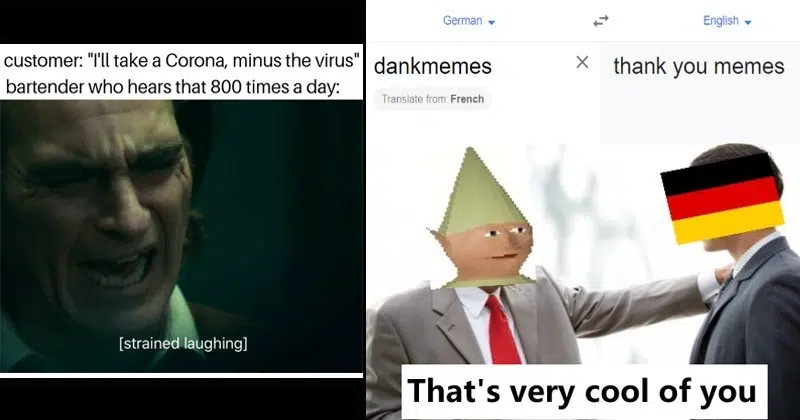 customer: "I'll take a Corona, minus the virus"
bartender who hears that 800 times a day:
[strained laughing]
German
English
dankmemes
thank you memes
Translate from: French
That's very cool of you